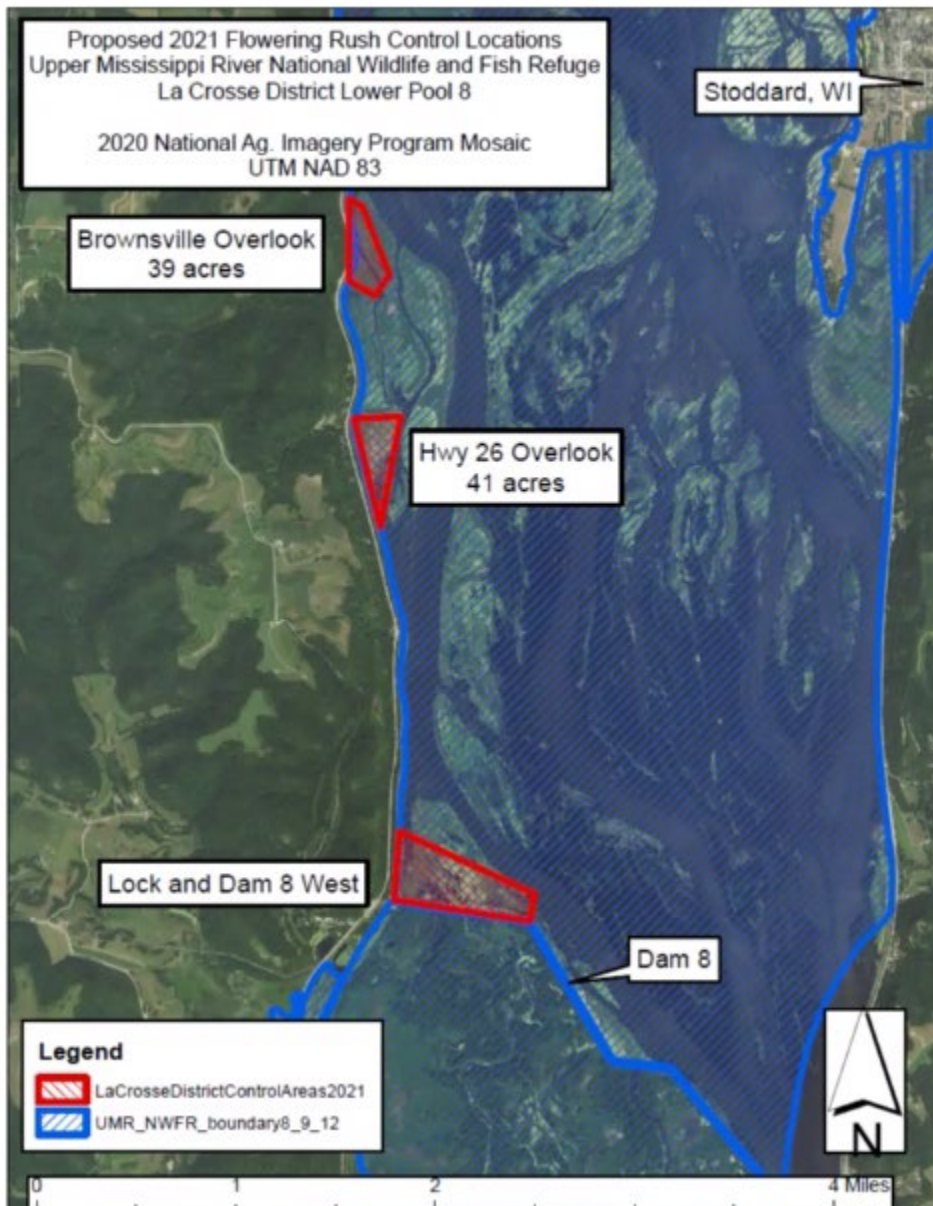 Proposed 2021 Flowering Rush Control Locations
Upper Mississippi River National Wildlife and Fish Refuge
La Crosse District Lower Pool 8
2020 National Ag. Imagery Program Mosaic
UTM NAD 83
Stoddard, WI
Brownsville Overlook
39 acres
Hwy 26 Overlook
41 acres
Lock and Dam 8 West
Dam 8
Legend
LaCrosseDistrictControlAreas2021
UMR_NWFR_boundary8_9_12
N
0 1 2 4 Miles